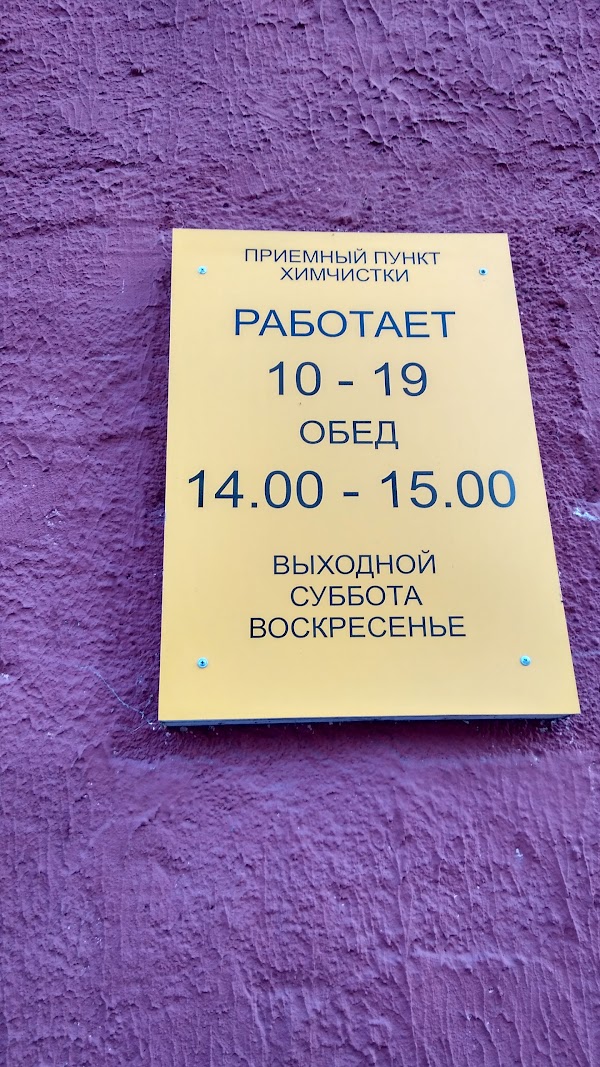 ПРИЕМНЫЙ ПУНКТ
ХИМЧИСТКИ
РАБОТАЕТ
10 - 19
ОБЕД
14.00 - 15.00
ВЫХОДНОЙ
СУББОТА
ВОСКРЕСЕНЬЕ